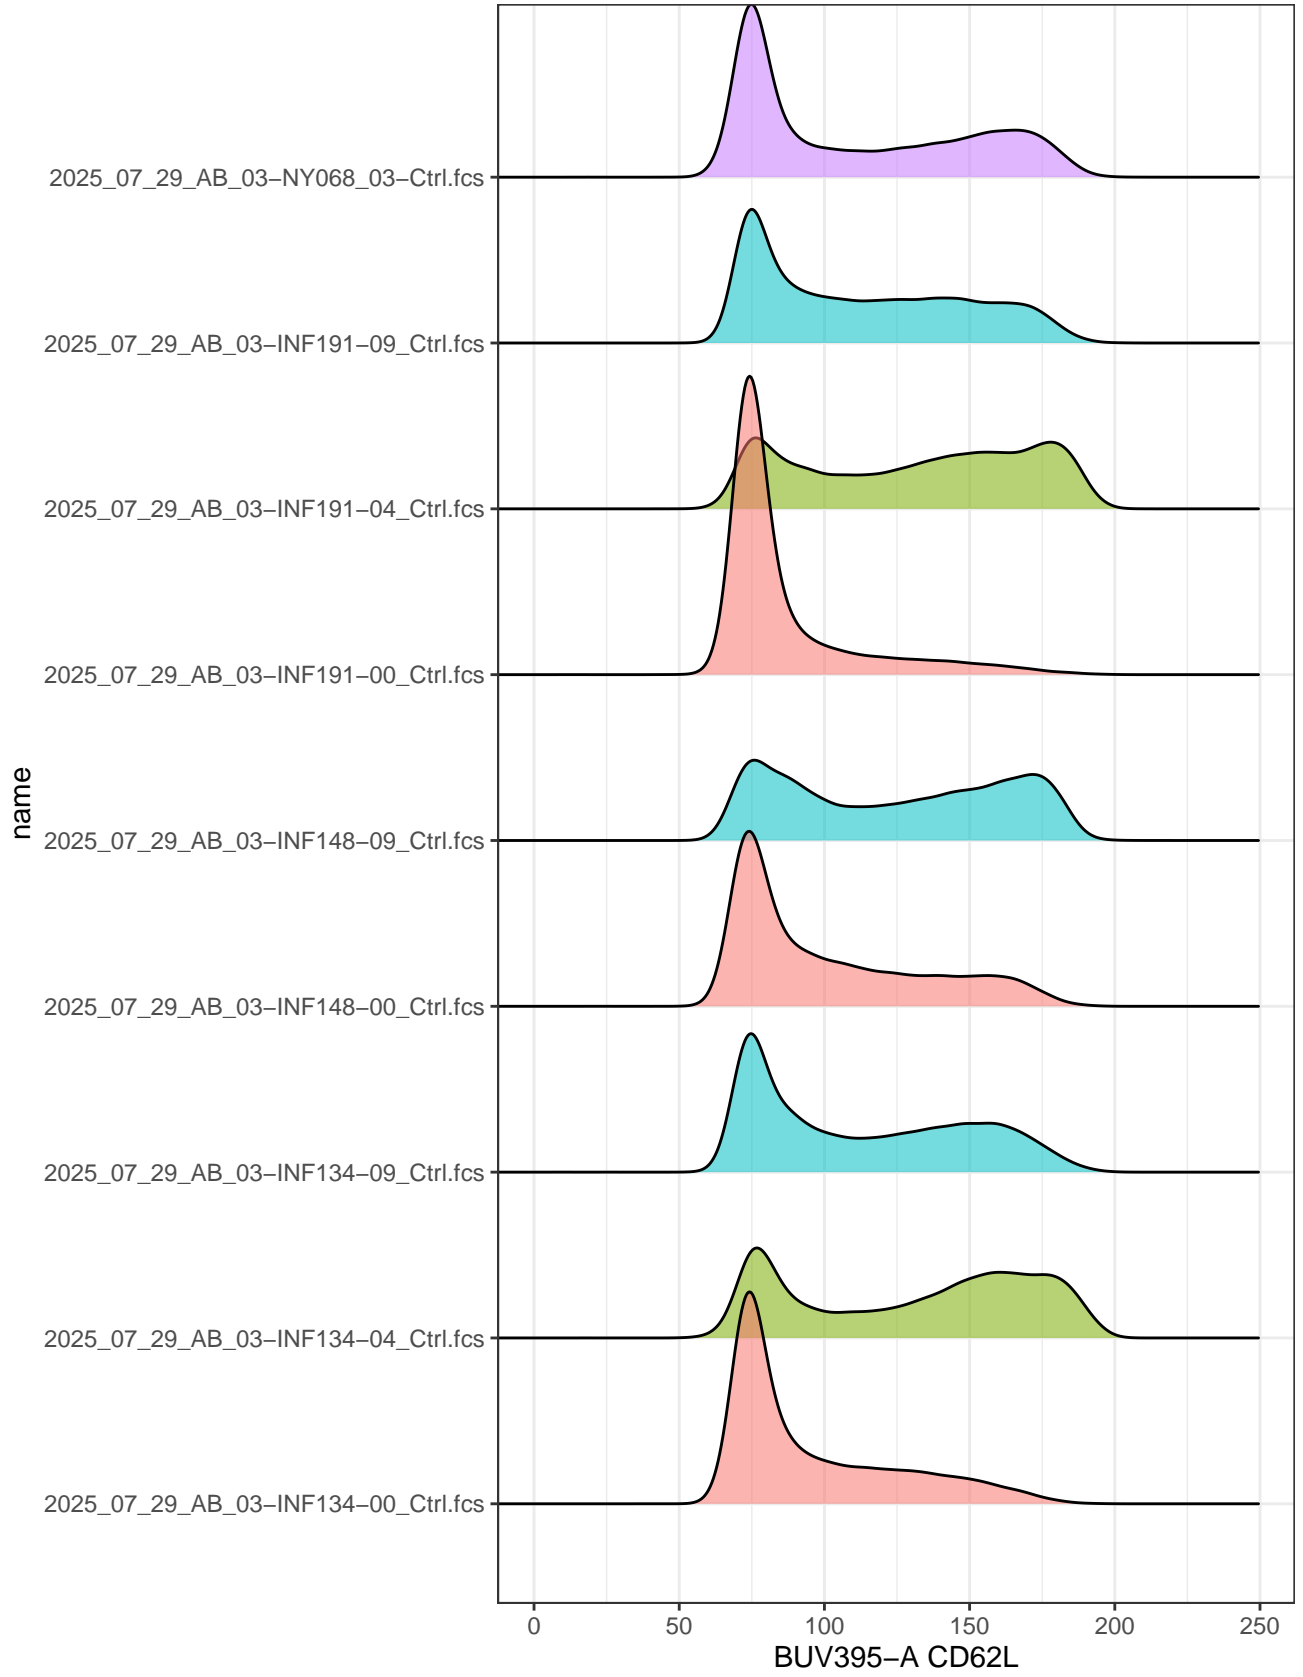 2025_07_29_AB_03−NY068_03−Ctrl.fcs
2025_07_29_AB_03−INF191−09_Ctrl.fcs
2025_07_29_AB_03−INF191−04_Ctrl.fcs
2025_07_29_AB_03−INF191−00_Ctrl.fcs
name
2025_07_29_AB_03−INF148−09_Ctrl.fcs
2025_07_29_AB_03−INF148−00_Ctrl.fcs
2025_07_29_AB_03−INF134−09_Ctrl.fcs
2025_07_29_AB_03−INF134−04_Ctrl.fcs
2025_07_29_AB_03−INF134−00_Ctrl.fcs
0 50 100 150 200 250
BUV395−A CD62L